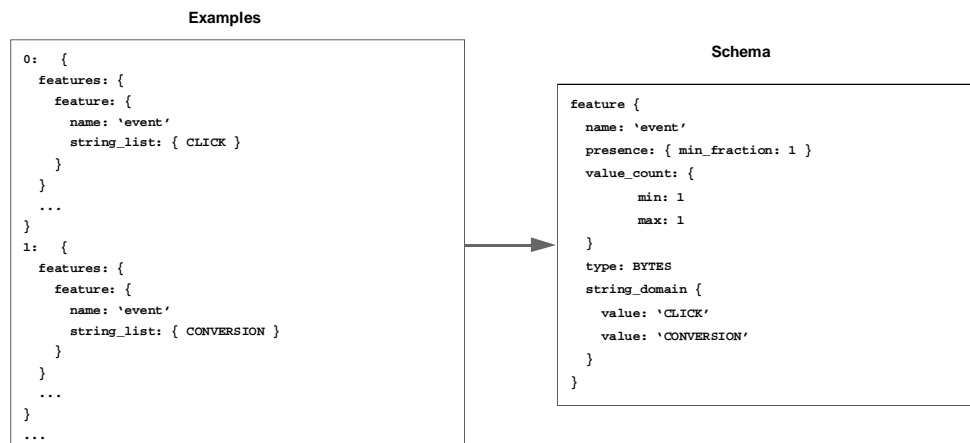 Examples
0:   {
  features: {
    feature: {
      name: ‘event’
      string_list: { CLICK }
    }
  }
  ...
}
1:   {
  features: {
    feature: {
      name: ‘event’
      string_list: { CONVERSION }
    }
  }
  ...
}
...
Schema
feature {
  name: ‘event’
  presence: { min_fraction: 1 }
  value_count: {
        min: 1
        max: 1
  }
  type: BYTES
  string_domain {
    value: ‘CLICK’
    value: ‘CONVERSION’
  }
}